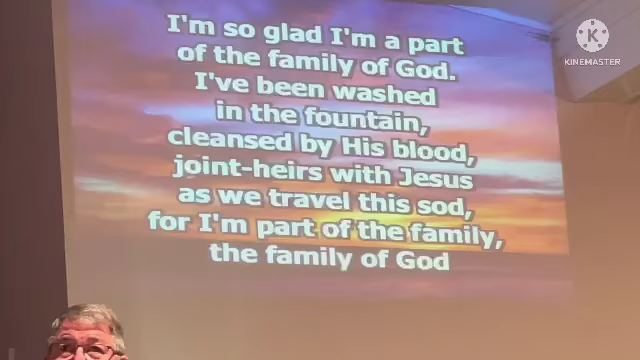 I'm so glad I'm a part
of the family of God.
I've been washed
in the fountain,
cleansed by His blood,
joint-heirs with Jesus
as we travel this sod,
for I'm part of the family,
the family of God
KINEMASTER